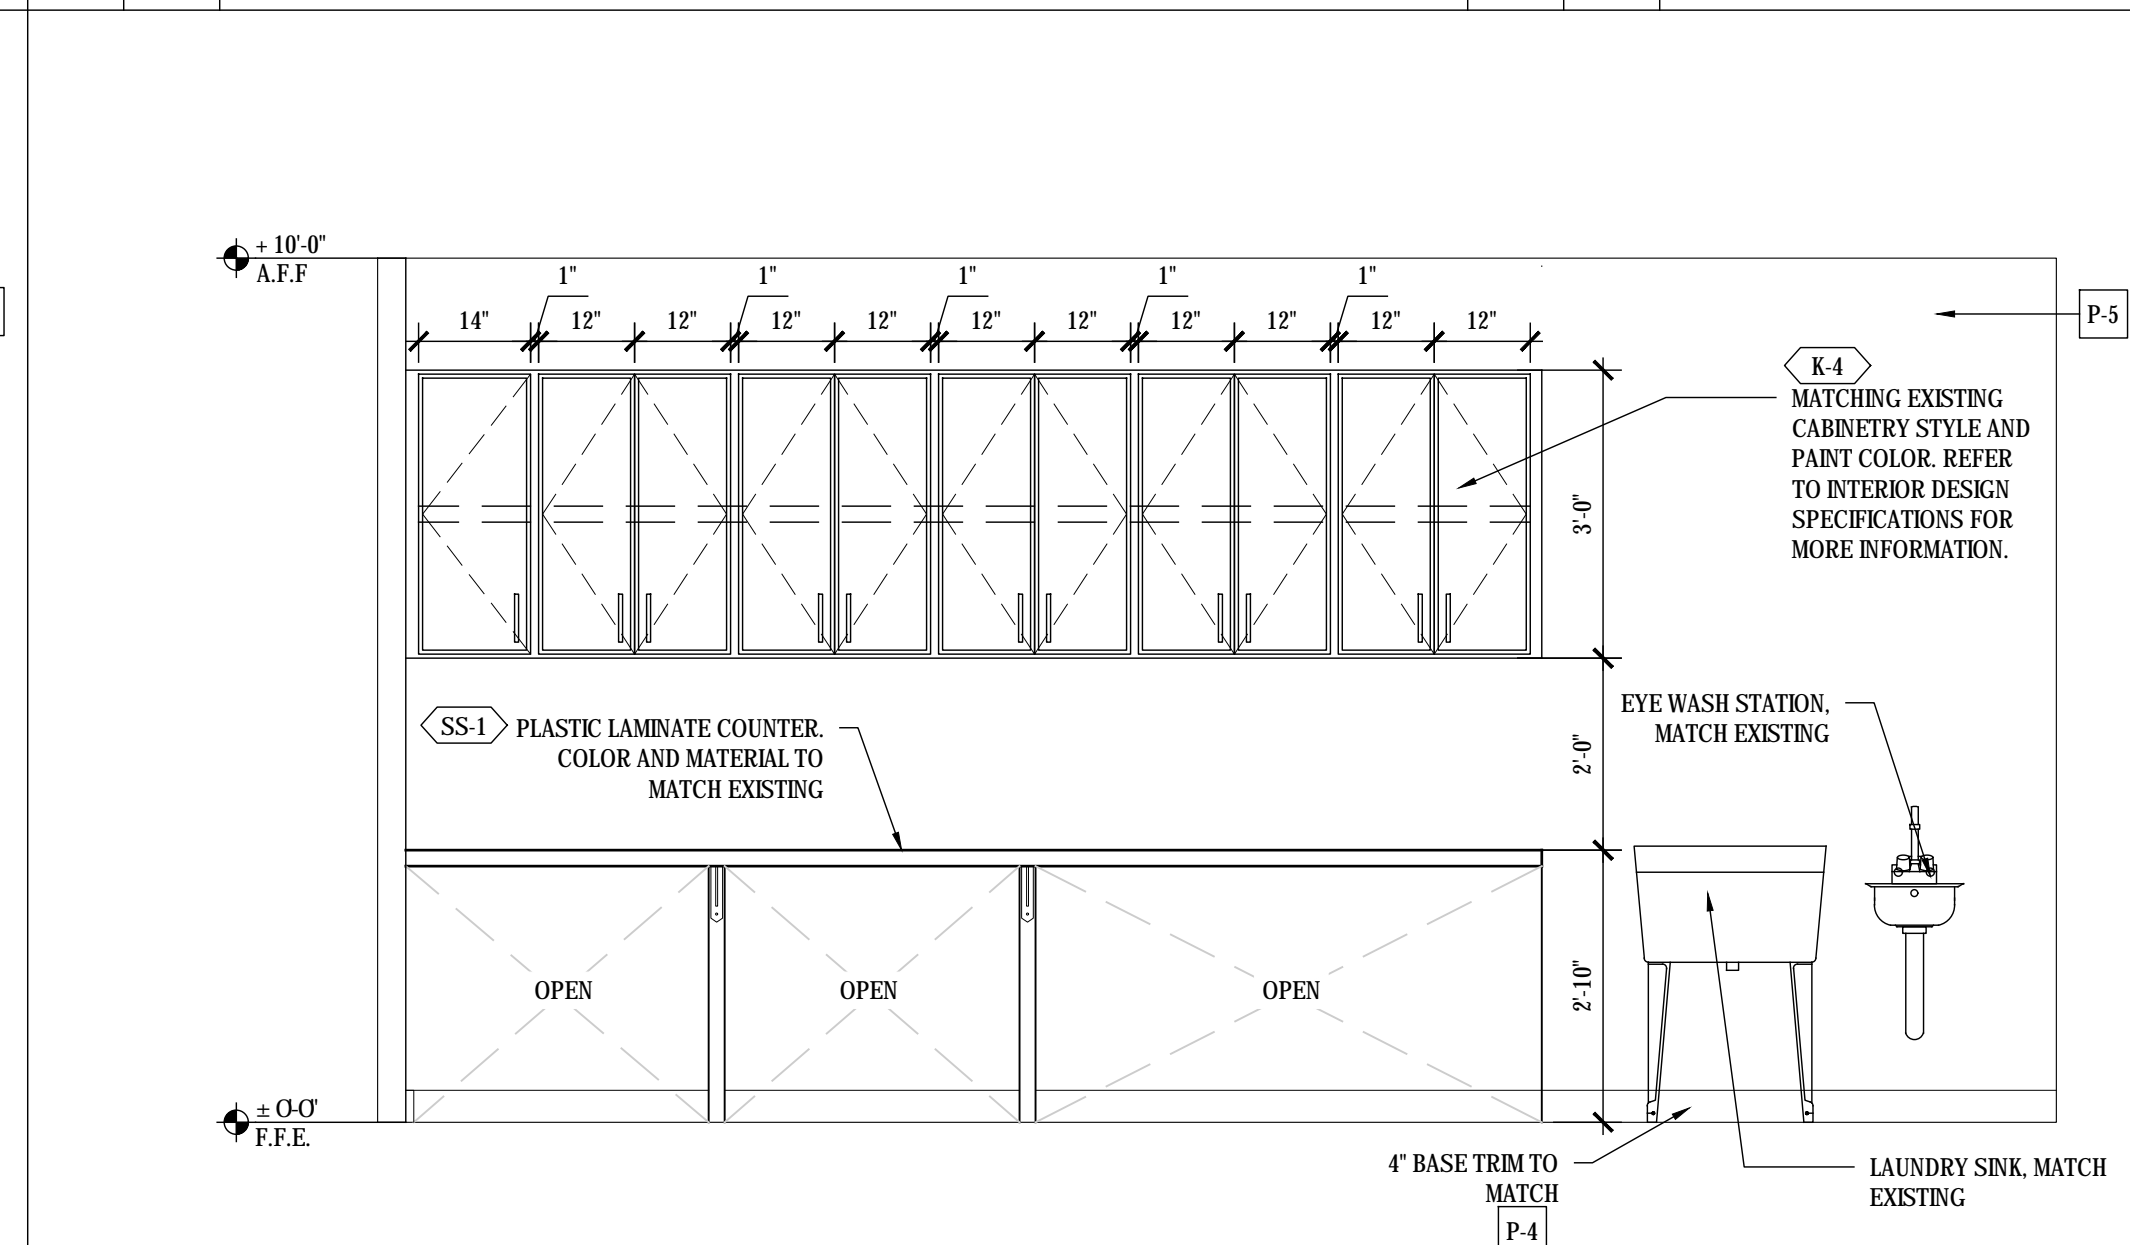 + 10'-0"
A.F.F
1" 1" 1" 1" 1"
14" 12" 12" 12" 12" 12" 12" 12" 12" 12" 12"
P-5
K-4
MATCHING EXISTING
CABINETRY STYLE AND
PAINT COLOR. REFER
TO INTERIOR DESIGN
SPECIFICATIONS FOR
MORE INFORMATION.
3'-0"
SS-1
PLASTIC LAMINATE COUNTER.
COLOR AND MATERIAL TO
MATCH EXISTING
2'-0"
EYE WASH STATION,
MATCH EXISTING
OPEN OPEN OPEN
2'-10"
± 0'-0"
F.F.E.
4" BASE TRIM TO
MATCH
P-4
LAUNDRY SINK, MATCH
EXISTING